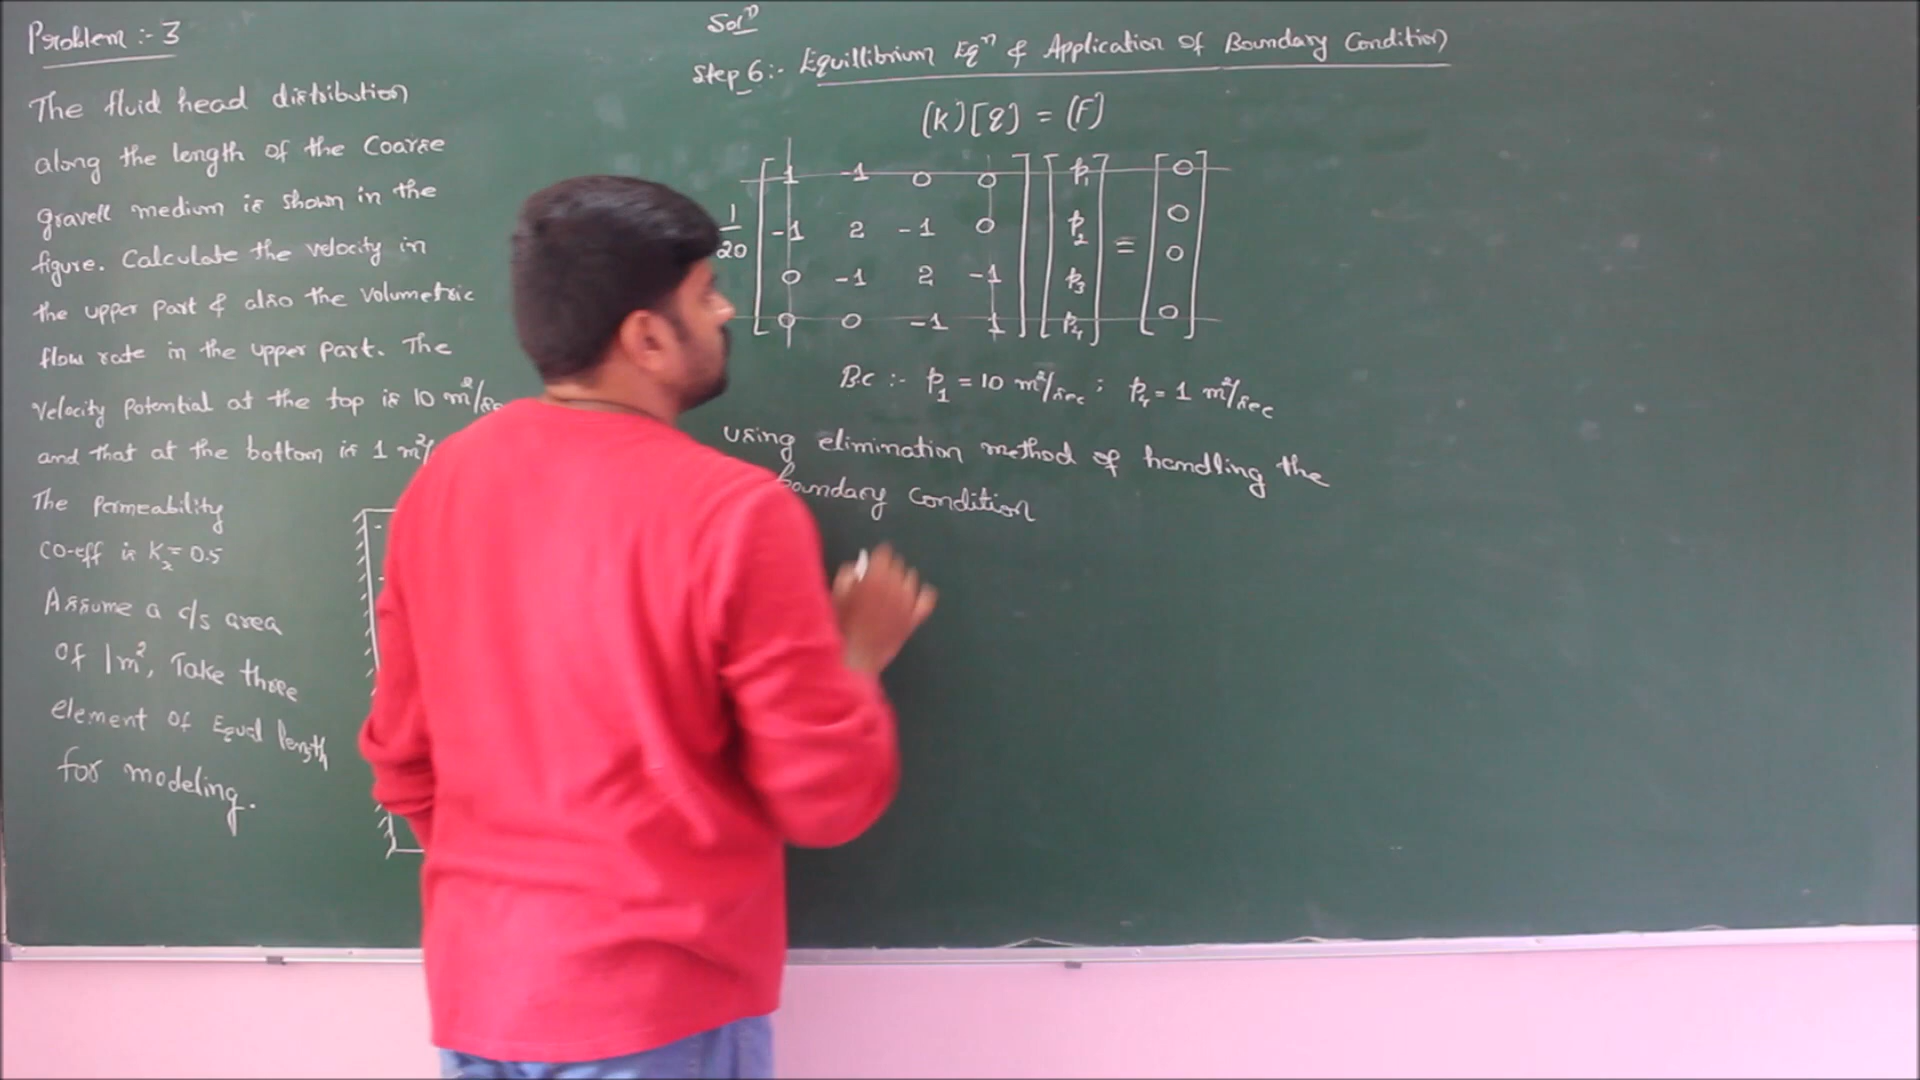 Problem :- 3
The fluid head distribution
along the length of the Coarse
gravell medium is shown in the
figure. Calculate the velocity in
the upper part & also the volumetric
flow rate in the upper part. The
Velocity potential at the top is 10 m²/sec
and that at the bottom is 1 m²/
The Permeability
co-eff is Kx = 0.5
Assume a c/s area
of 1m², Take three
element of Equal length
for modeling.
Solⁿ
Step 6:- Equillibrium Eqⁿ & Application of Boundary Condition
(K)[q] = (F)
1/20 [1 -1 0 0] [p₁] = [0]
[-1 2 -1 0] [p₂] [0]
[0 -1 2 -1] [p₃] [0]
[0 0 -1 1] [p₄] [0]
B.C :- p₁ = 10 m²/sec ; p₄ = 1 m²/sec
using elimination method of handling the
boundary condition